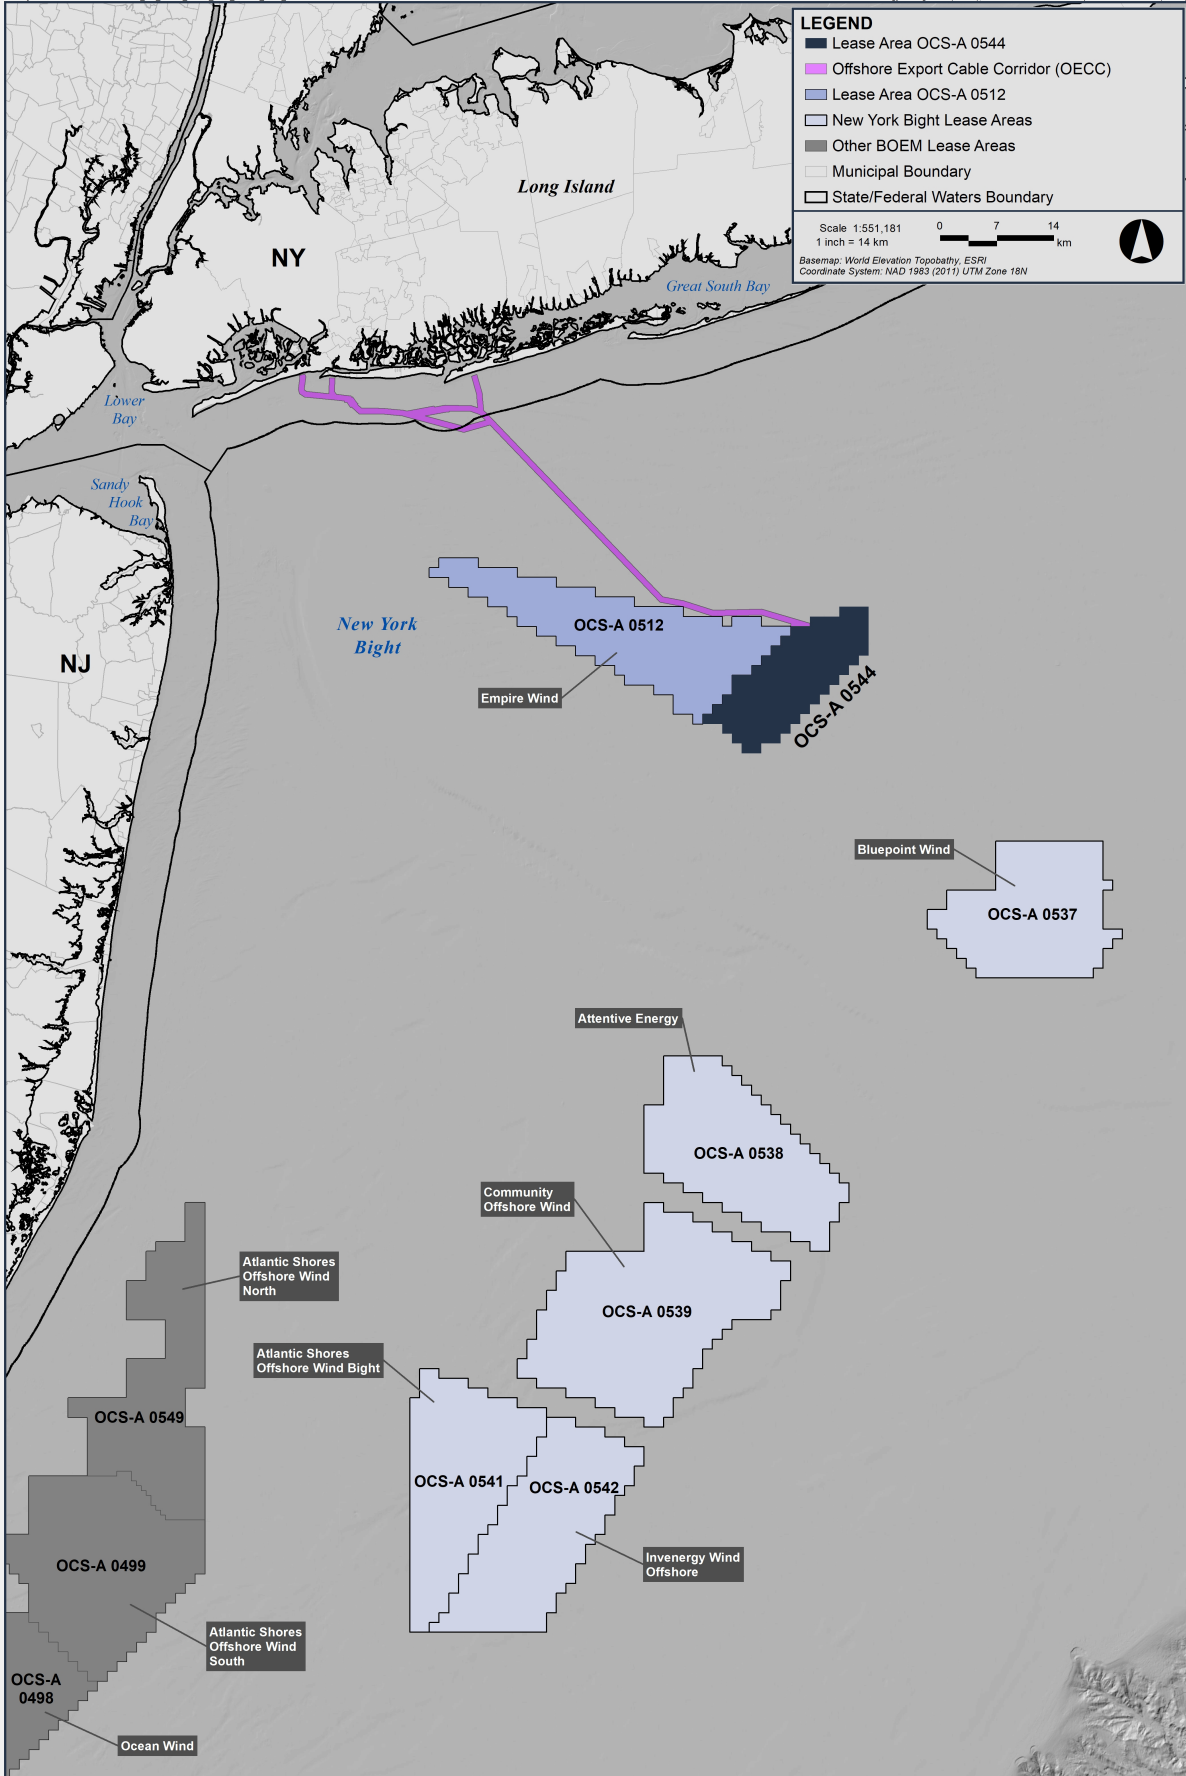 LEGEND
Lease Area OCS-A 0544
Offshore Export Cable Corridor (OECC)
Lease Area OCS-A 0512
New York Bight Lease Areas
Other BOEM Lease Areas
Municipal Boundary
State/Federal Waters Boundary
Scale 1:551,181
1 inch = 14 km
0 7 14
km
Basemap: World Elevation Topobathy, ESRI
Coordinate System: NAD 1983 (2011) UTM Zone 18N
Long Island
NY
Great South Bay
Lower
Bay
Sandy
Hook
Bay
New York
Bight
NJ
OCS-A 0512
Empire Wind
OCS-A 0544
Bluepoint Wind
OCS-A 0537
Attentive Energy
OCS-A 0538
Community
Offshore Wind
OCS-A 0539
Atlantic Shores
Offshore Wind
North
Atlantic Shores
Offshore Wind Bight
OCS-A 0549
OCS-A 0541
OCS-A 0542
Invenergy Wind
Offshore
OCS-A 0499
Atlantic Shores
Offshore Wind
South
OCS-A
0498
Ocean Wind